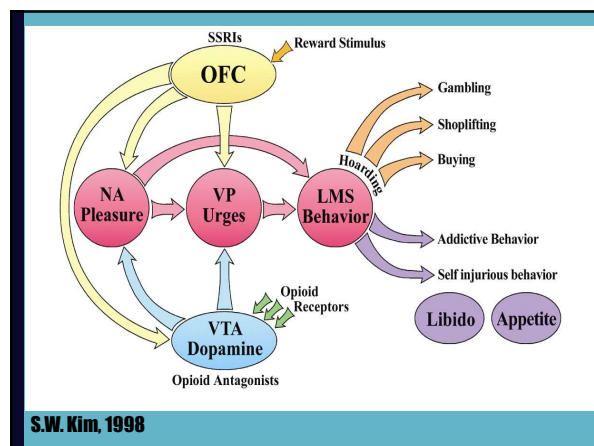 SSRIs
Reward Stimulus
OFC
Gambling
Shoplifting
Buying
Hoarding
NA
Pleasure
VP
Urges
LMS
Behavior
Addictive Behavior
Self injurious behavior
Opioid
Receptors
VTA
Dopamine
Opioid Antagonists
Libido
Appetite
S.W. Kim, 1998